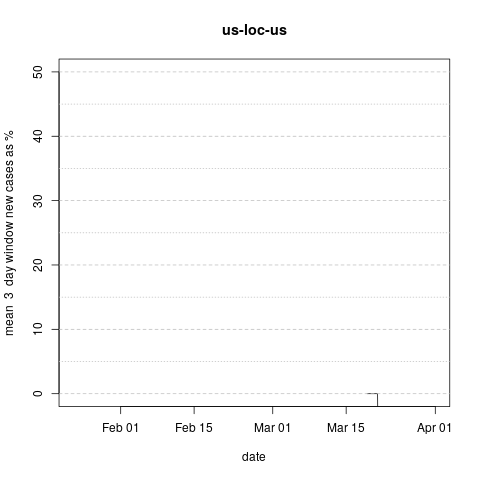 us-loc-us
mean  3  day window new cases as %
50
40
30
20
10
0
Feb 01
Feb 15
Mar 01
Mar 15
Apr 01
date